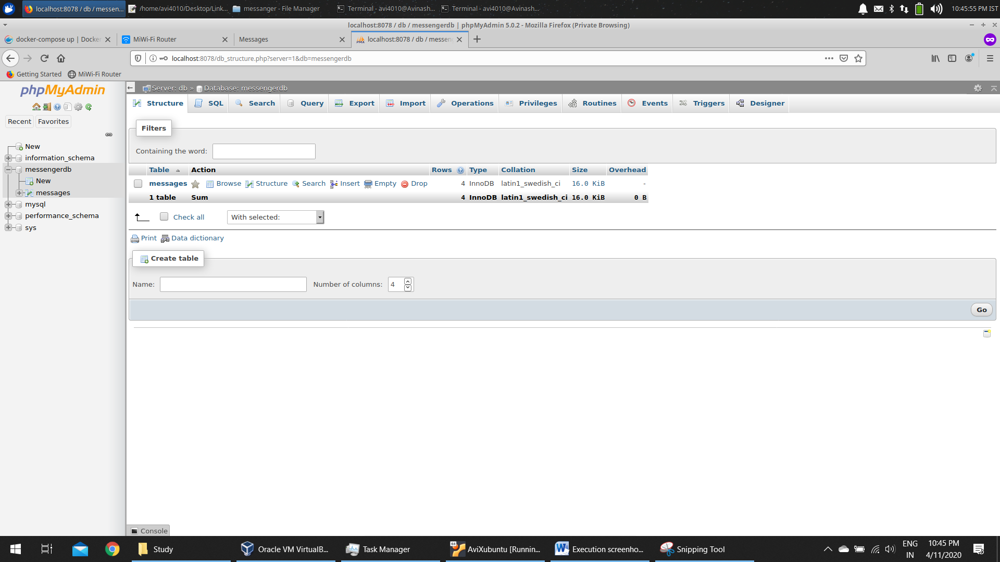 localhost:8078 / db / messen...
/home/avi4010/Desktop/Link...
messanger - File Manager
Terminal - avi4010@Avinash...
Terminal - avi4010@Avinash...
10:45:55 PM IST
localhost:8078 / db / messengerdb | phpMyAdmin 5.0.2 - Mozilla Firefox (Private Browsing)
docker-compose up | Docker
MiWi-Fi Router
Messages
localhost:8078 / db / messen
localhost:8078/db_structure.php?server=1&db=messengerdb
Getting Started
MiWi-Fi Router
phpMyAdmin
Recent
Favorites
New
information_schema
messengerdb
New
messages
mysql
performance_schema
sys
Server: db » Database: messengerdb
Structure
SQL
Search
Query
Export
Import
Operations
Privileges
Routines
Events
Triggers
Designer
Filters
Containing the word:
Table Action Rows Type Collation Size Overhead
messages Browse Structure Search Insert Empty Drop 4 InnoDB latin1_swedish_ci 16.0 KiB -
1 table Sum 4 InnoDB latin1_swedish_ci 16.0 KiB 0 B
Check all
With selected:
Print Data dictionary
Create table
Name:
Number of columns: 4
Go
Console
Study
Oracle VM VirtualB...
Task Manager
AviXubuntu [Runnin...
Execution screenho...
Snipping Tool
ENG
IN
10:45 PM
4/11/2020